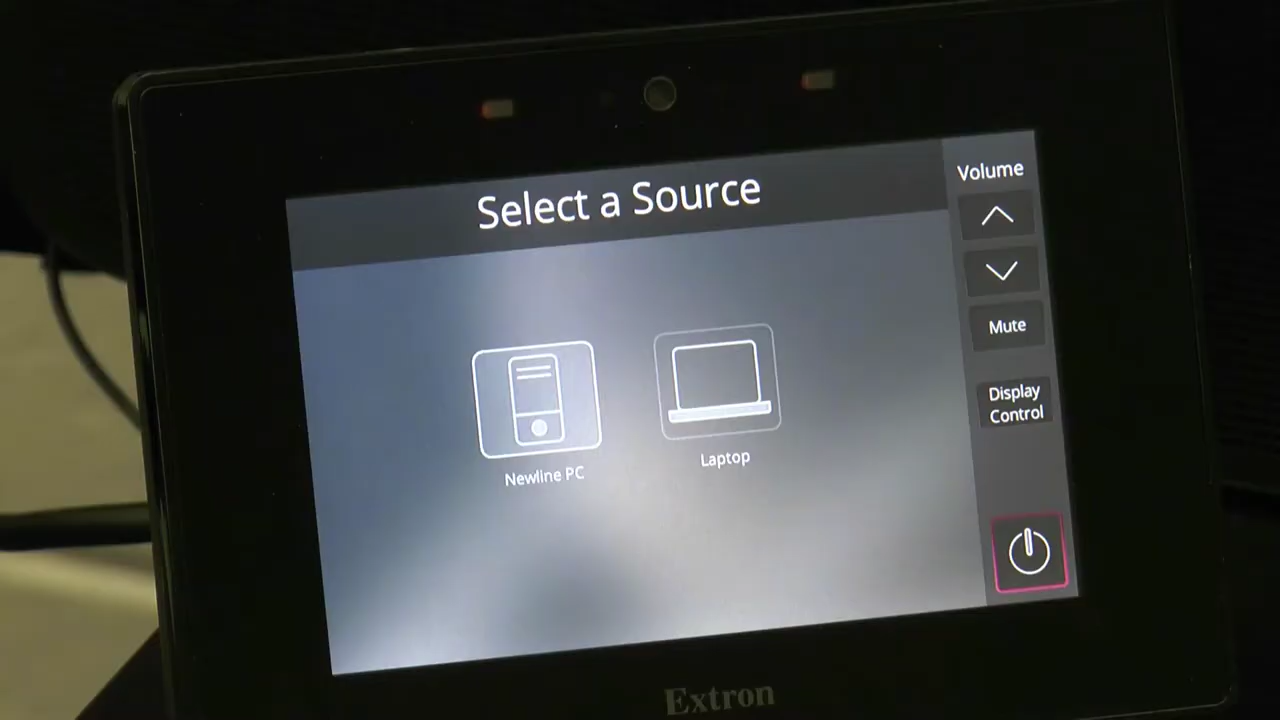 Select a Source
Volume
Mute
Display
Control
Newline PC
Laptop
Extron